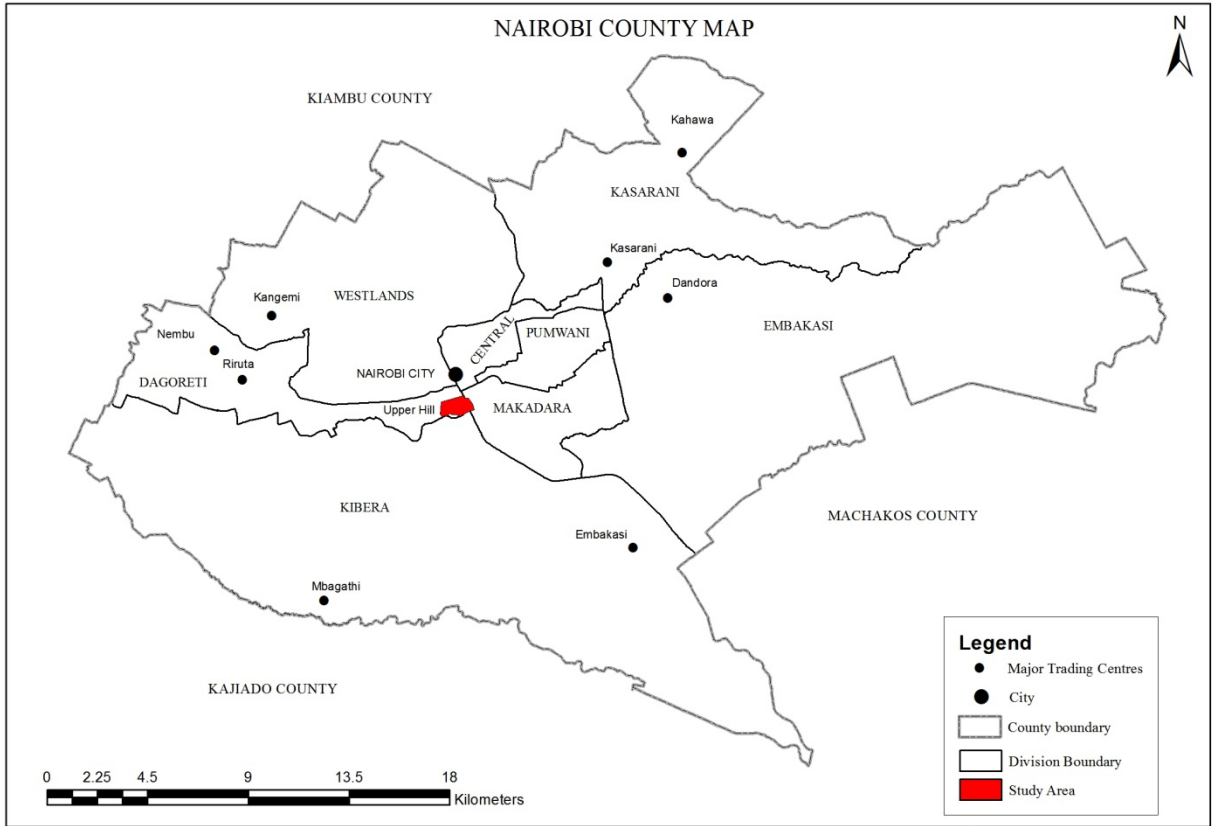 NAIROBI COUNTY MAP
N
KIAMBU COUNTY
Kahawa
KASARANI
Kasarani
Dandora
Kangemi
WESTLANDS
CENTRAL
PUMWANI
EMBAKASI
Nembu
Riruta
DAGORETI
NAIROBI CITY
Upper Hill
MAKADARA
KIBERA
MACHAKOS COUNTY
Embakasi
Mbagathi
KAJIADO COUNTY
Legend
Major Trading Centres
City
County boundary
Division Boundary
Study Area
0 2.25 4.5 9 13.5 18
Kilometers